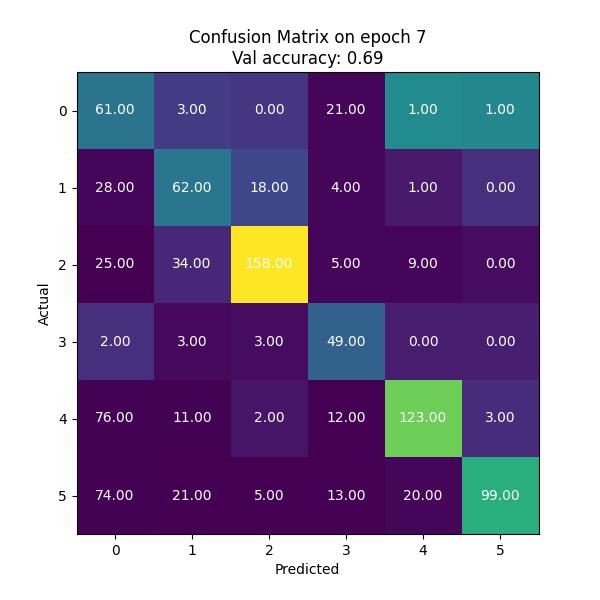 Confusion Matrix on epoch 7
Val accuracy: 0.69
0 61.00 3.00 0.00 21.00 1.00 1.00
1 28.00 62.00 18.00 4.00 1.00 0.00
2 25.00 34.00 158.00 5.00 9.00 0.00
Actual
3 2.00 3.00 3.00 49.00 0.00 0.00
4 76.00 11.00 2.00 12.00 123.00 3.00
5 74.00 21.00 5.00 13.00 20.00 99.00
0 1 2 3 4 5
Predicted